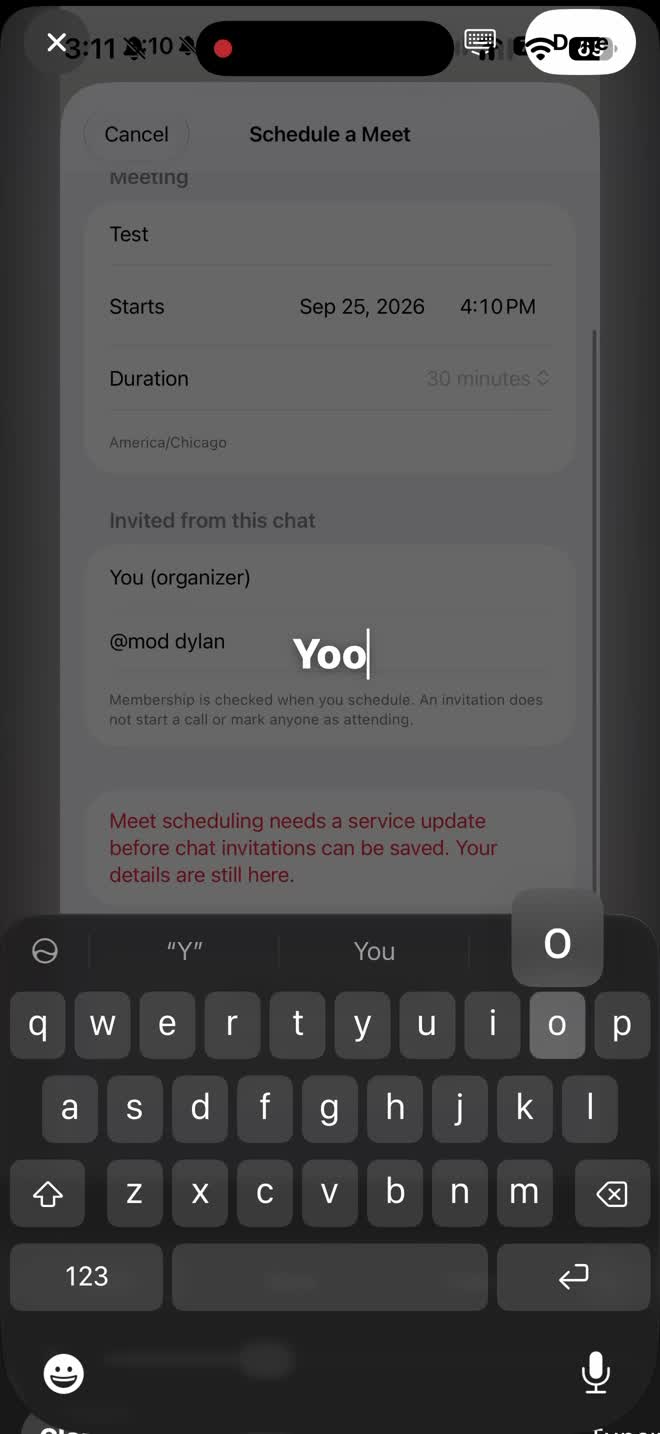 3:11
:10
Cancel
Schedule a Meet
Meeting
Test
Starts Sep 25, 2026 4:10 PM
Duration 30 minutes
America/Chicago
Invited from this chat
You (organizer)
@mod dylan
Yoo
Membership is checked when you schedule. An invitation does
not start a call or mark anyone as attending.
Meet scheduling needs a service update
before chat invitations can be saved. Your
details are still here.
“Y” You
o
q w e r t y u i o p
a s d f g h j k l
z x c v b n m
123